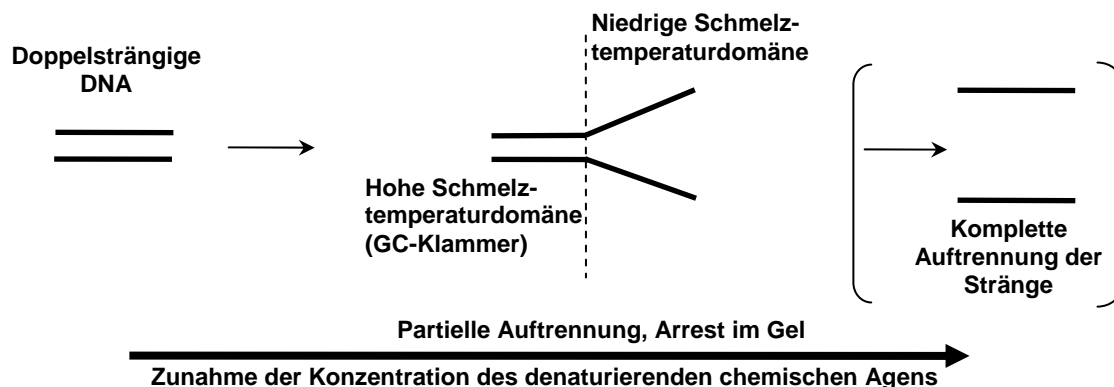 Doppelsträngige
DNA
Niedrige Schmelz-
temperaturdomäne
Hohe Schmelz-
temperaturdomäne
(GC-Klammer)
Komplette
Auftrennung der
Stränge
Partielle Auftrennung, Arrest im Gel
Zunahme der Konzentration des denaturierenden chemischen Agens